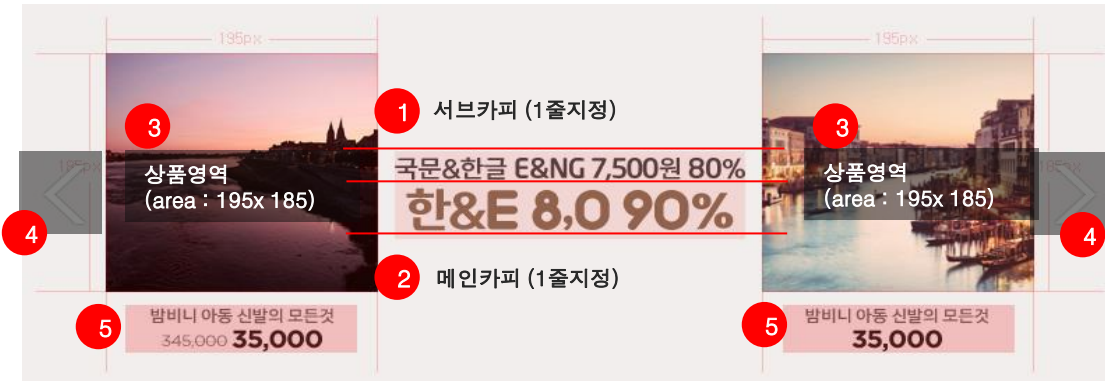 195px
195px
3
1 서브카피 (1줄지정)
3
195px
상품영역
(area : 195x 185)
국문&한글 E&NG 7,500원 80%
한&E 8,0 90%
상품영역
(area : 195x 185)
195px
4
4
2 메인카피 (1줄지정)
5
밤비니 아동 신발의 모든것
345,000 35,000
5
밤비니 아동 신발의 모든것
35,000